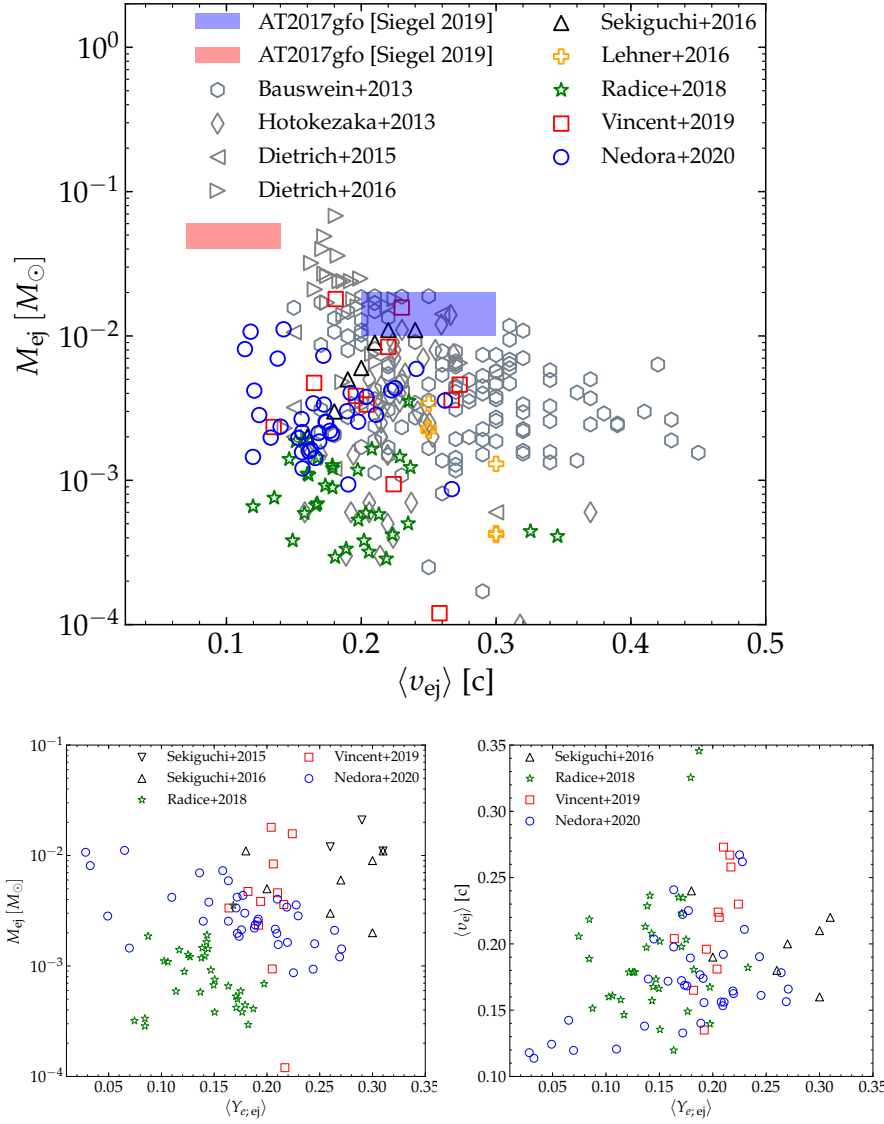 AT2017gfo [Siegel 2019]
AT2017gfo [Siegel 2019]
Bauswein+2013
Hotokezaka+2013
Dietrich+2015
Dietrich+2016
Sekiguchi+2016
Lehner+2016
Radice+2018
Vincent+2019
Nedora+2020
10⁰
10⁻¹
10⁻²
10⁻³
10⁻⁴
M_ej [M_⊙]
0.1 0.2 0.3 0.4 0.5
⟨v_ej⟩ [c]
Sekiguchi+2015
Sekiguchi+2016
Radice+2018
Vincent+2019
Nedora+2020
10⁻¹
10⁻²
10⁻³
10⁻⁴
M_ej [M_⊙]
0.05 0.10 0.15 0.20 0.25 0.30 0.35
⟨Y_e;ej⟩
Sekiguchi+2016
Radice+2018
Vincent+2019
Nedora+2020
0.35
0.30
0.25
0.20
0.15
0.10
⟨v_ej⟩ [c]
0.05 0.10 0.15 0.20 0.25 0.30 0.35
⟨Y_e;ej⟩